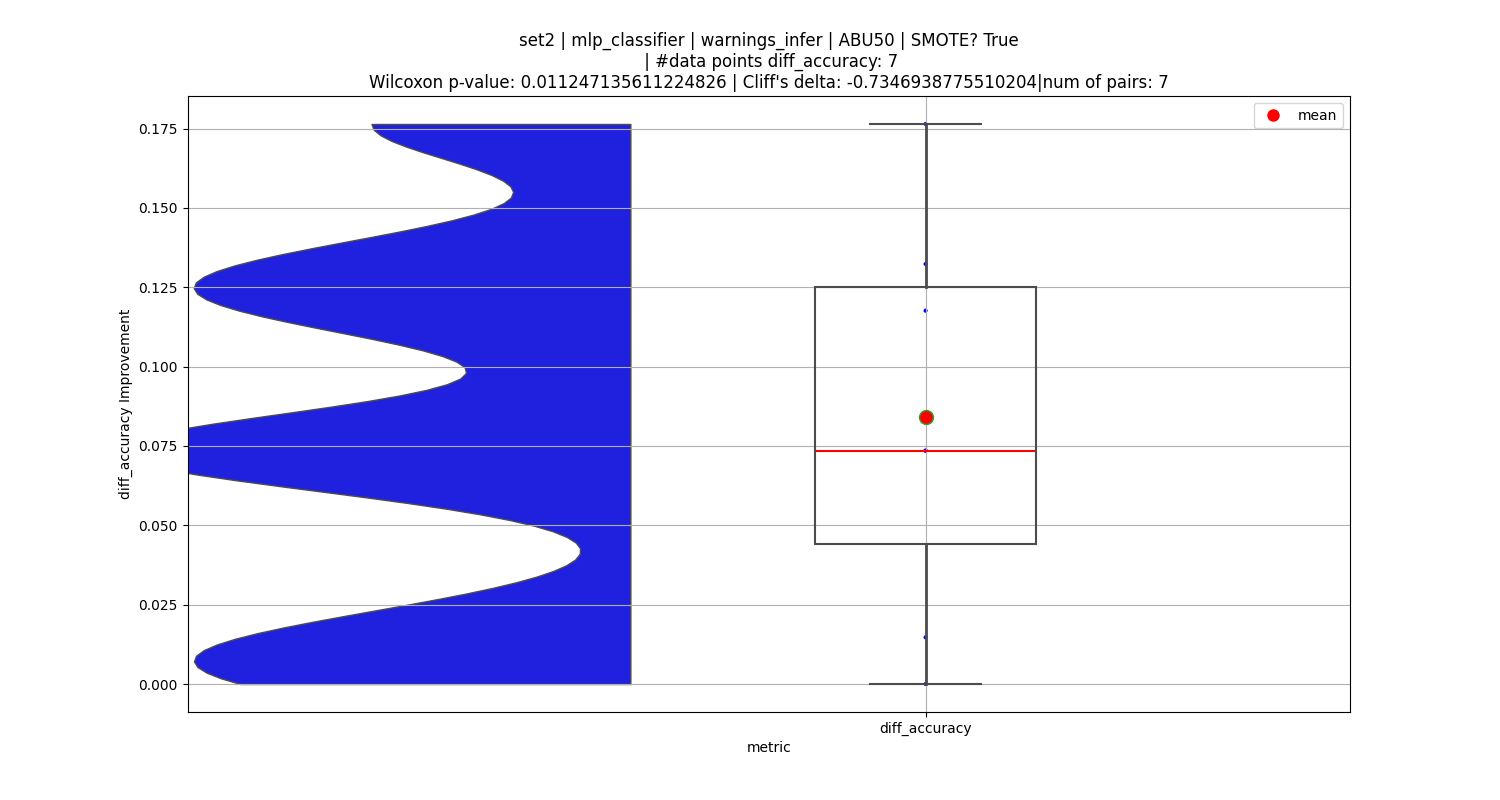 set2 | mlp_classifier | warnings_infer | ABU50 | SMOTE? True
| #data points diff_accuracy: 7
Wilcoxon p-value: 0.011247135611224826 | Cliff's delta: -0.7346938775510204|num of pairs: 7
mean
0.175
0.150
0.125
0.100
0.075
0.050
0.025
0.000
diff_accuracy Improvement
diff_accuracy
metric